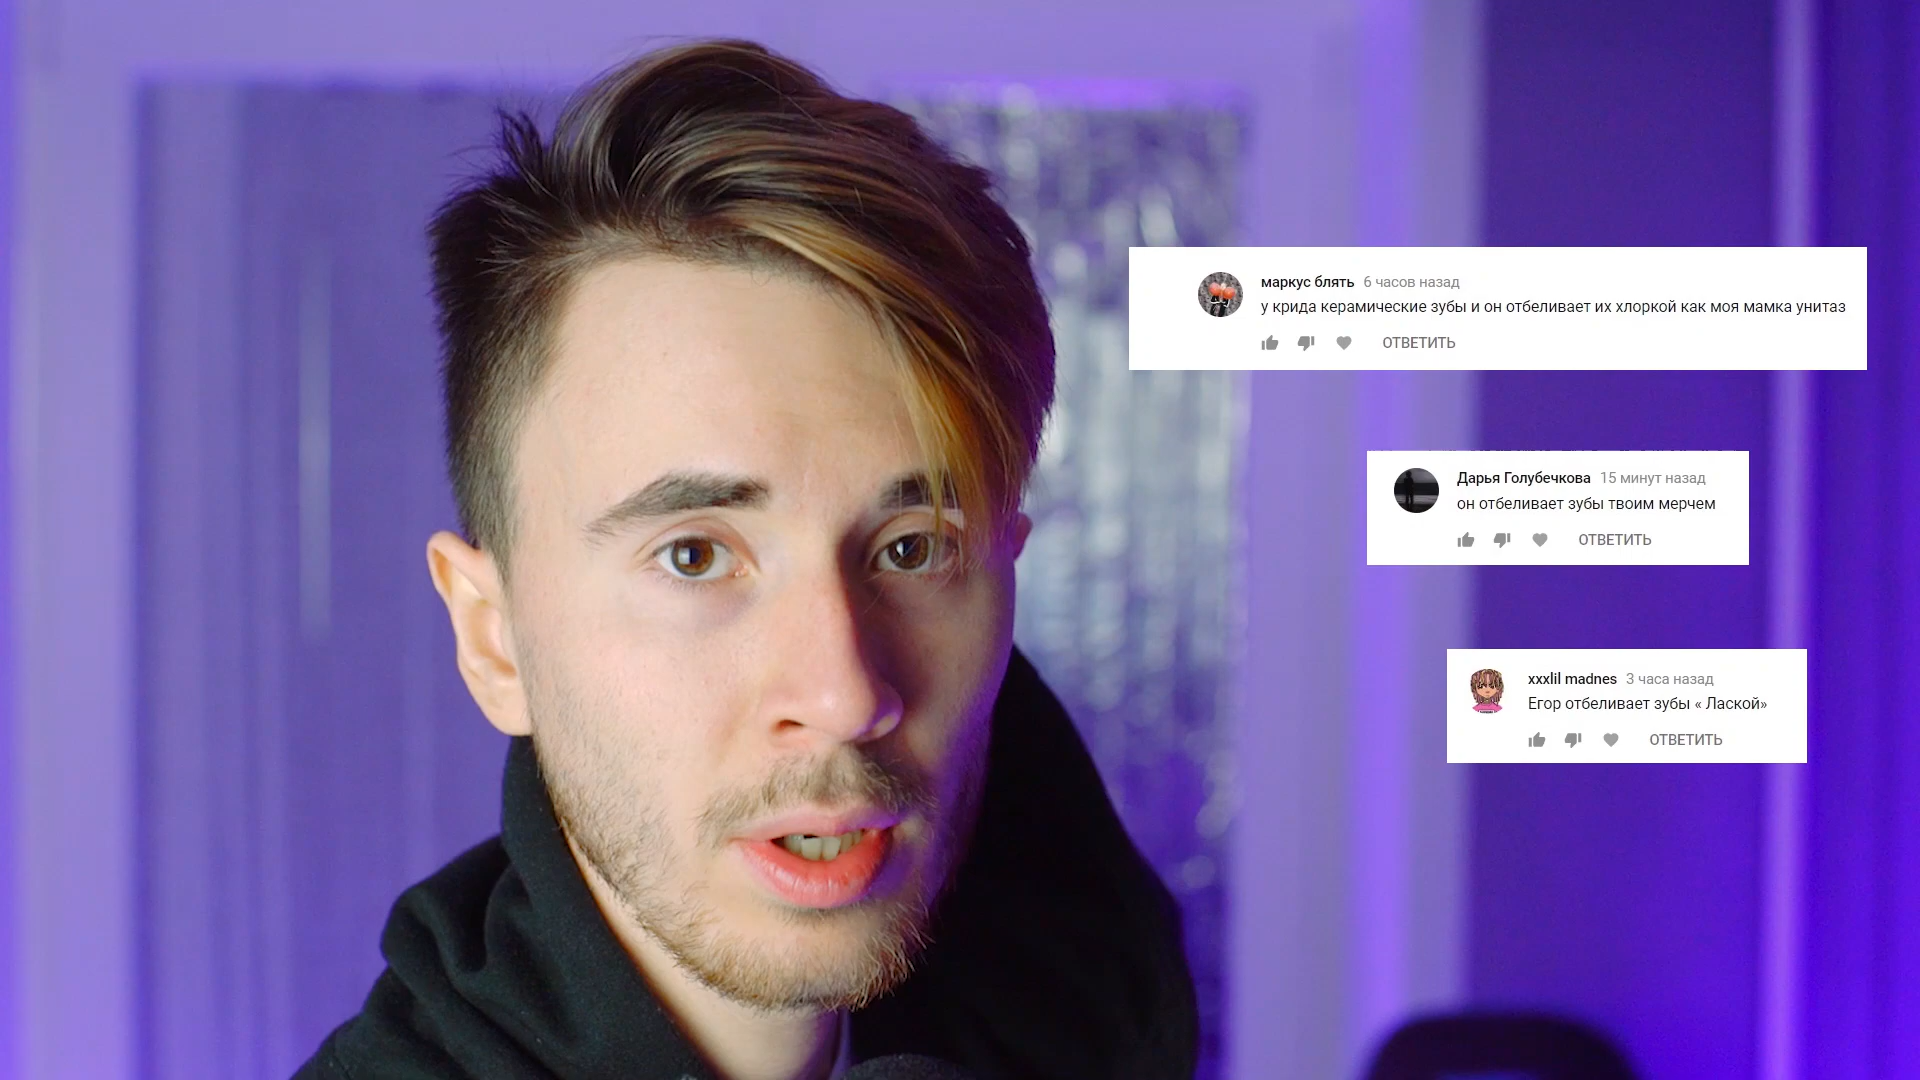 маркус блять 6 часов назад
у крида керамические зубы и он отбеливает их хлоркой как моя мамка унитаз
ОТВЕТИТЬ
Дарья Голубечкова 15 минут назад
он отбеливает зубы твоим мерчем
ОТВЕТИТЬ
xxxlil madnes 3 часа назад
Егор отбеливает зубы « Лаской»
ОТВЕТИТЬ